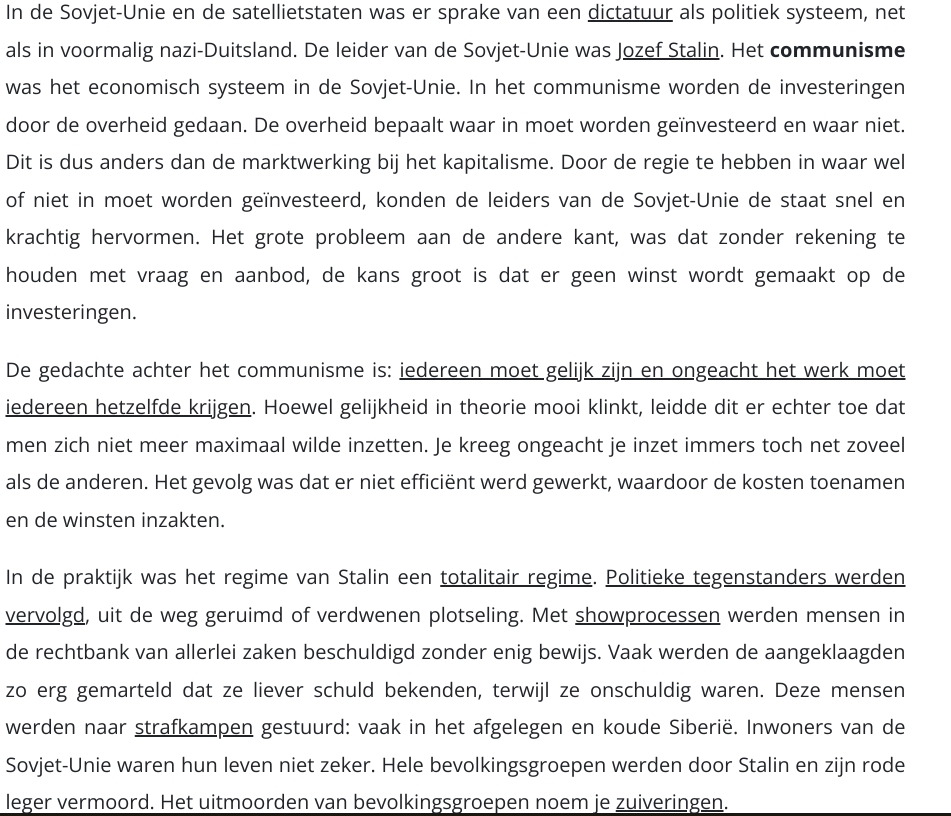 In de Sovjet-Unie en de satellietstaten was er sprake van een dictatuur als politiek systeem, net
als in voormalig nazi-Duitsland. De leider van de Sovjet-Unie was Jozef Stalin. Het communisme
was het economisch systeem in de Sovjet-Unie. In het communisme worden de investeringen
door de overheid gedaan. De overheid bepaalt waar in moet worden geïnvesteerd en waar niet.
Dit is dus anders dan de marktwerking bij het kapitalisme. Door de regie te hebben in waar wel
of niet in moet worden geïnvesteerd, konden de leiders van de Sovjet-Unie de staat snel en
krachtig hervormen. Het grote probleem aan de andere kant, was dat zonder rekening te
houden met vraag en aanbod, de kans groot is dat er geen winst wordt gemaakt op de
investeringen.
De gedachte achter het communisme is: iedereen moet gelijk zijn en ongeacht het werk moet
iedereen hetzelfde krijgen. Hoewel gelijkheid in theorie mooi klinkt, leidde dit er echter toe dat
men zich niet meer maximaal wilde inzetten. Je kreeg ongeacht je inzet immers toch net zoveel
als de anderen. Het gevolg was dat er niet efficiënt werd gewerkt, waardoor de kosten toenamen
en de winsten inzakten.
In de praktijk was het regime van Stalin een totalitair regime. Politieke tegenstanders werden
vervolgd, uit de weg geruimd of verdwenen plotseling. Met showprocessen werden mensen in
de rechtbank van allerlei zaken beschuldigd zonder enig bewijs. Vaak werden de aangeklaagden
zo erg gemarteld dat ze liever schuld bekenden, terwijl ze onschuldig waren. Deze mensen
werden naar strafkampen gestuurd: vaak in het afgelegen en koude Siberië. Inwoners van de
Sovjet-Unie waren hun leven niet zeker. Hele bevolkingsgroepen werden door Stalin en zijn rode
leger vermoord. Het uitmoorden van bevolkingsgroepen noem je zuiveringen.